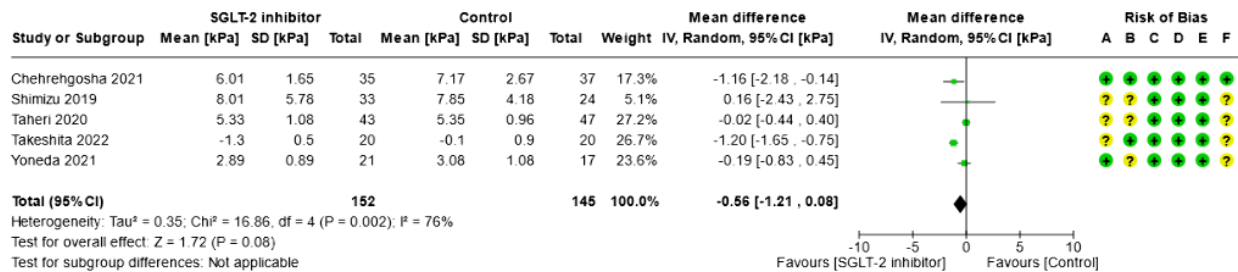 SGLT-2 inhibitor Control Mean difference Mean difference Risk of Bias
Study or Subgroup Mean [kPa] SD [kPa] Total Mean [kPa] SD [kPa] Total Weight IV, Random, 95% CI [kPa] IV, Random, 95% CI [kPa] A B C D E F
Chehrehgosha 2021 6.01 1.65 35 7.17 2.67 37 17.3% -1.16 [-2.18 , -0.14] + + + + + +
Shimizu 2019 8.01 5.78 33 7.85 4.18 24 5.1% 0.16 [-2.43 , 2.75] ? ? + + + ?
Taheri 2020 5.33 1.08 43 5.35 0.96 47 27.2% -0.02 [-0.44 , 0.40] ? ? + + + ?
Takeshita 2022 -1.3 0.5 20 -0.1 0.9 20 26.7% -1.20 [-1.65 , -0.75] ? + + + + ?
Yoneda 2021 2.89 0.89 21 3.08 1.08 17 23.6% -0.19 [-0.83 , 0.45] + ? + + + ?
Total (95% CI) 152 145 100.0% -0.56 [-1.21 , 0.08]
Heterogeneity: Tau² = 0.35; Chi² = 16.86, df = 4 (P = 0.002); I² = 76%
Test for overall effect: Z = 1.72 (P = 0.08)
Test for subgroup differences: Not applicable
-10 -5 0 5 10
Favours [SGLT-2 inhibitor] Favours [Control]